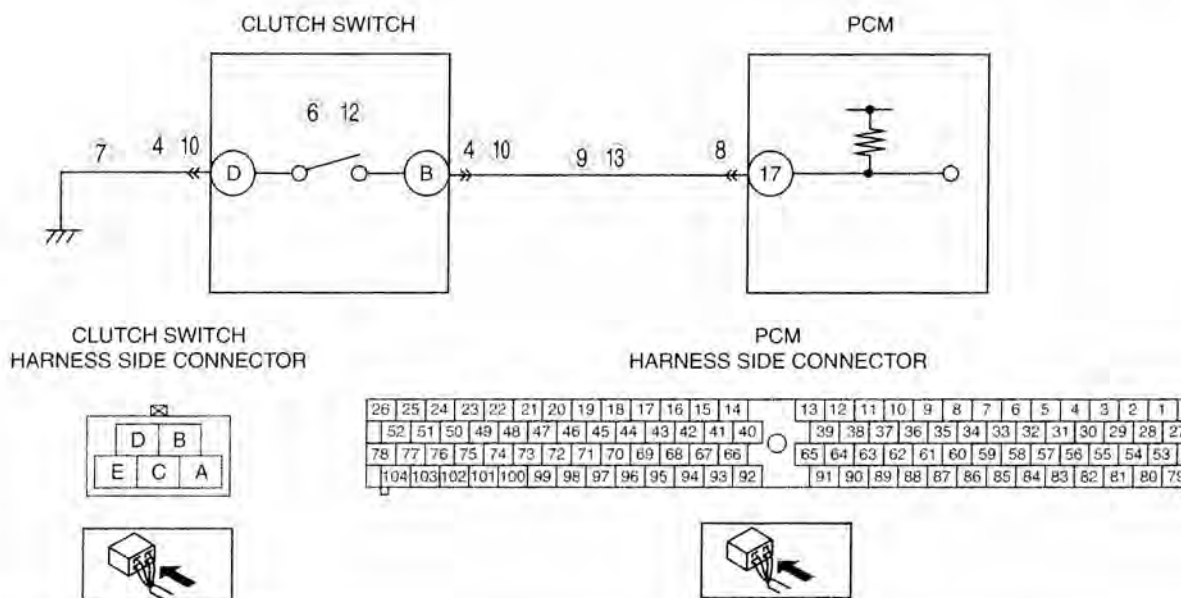 CLUTCH SWITCH
PCM
6 12
7 4 10
4 10 9 13 8
D B 17
CLUTCH SWITCH
HARNESS SIDE CONNECTOR
PCM
HARNESS SIDE CONNECTOR
D B
E C A
26 25 24 23 22 21 20 19 18 17 16 15 14 13 12 11 10 9 8 7 6 5 4 3 2 1
52 51 50 49 48 47 46 45 44 43 42 41 40 39 38 37 36 35 34 33 32 31 30 29 28 27
78 77 76 75 74 73 72 71 70 69 68 67 66 65 64 63 62 61 60 59 58 57 56 55 54 53
104 103 102 101 100 99 98 97 96 95 94 93 92 91 90 89 88 87 86 85 84 83 82 81 80 79